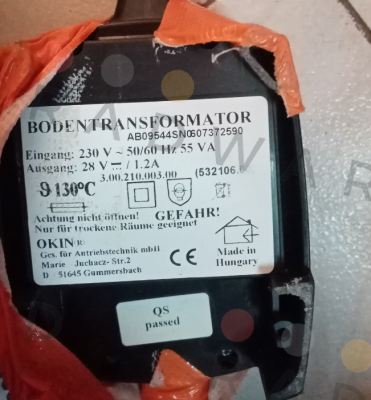 BODENTRANSFORMATOR
AB09544SN0607372590
Eingang: 230 V ~ 50/60 Hz 55 VA
Ausgang: 28 V / 1.2A
3.00.210.003.00 (532106.
130°C
Achtung nicht öffnen! GEFAHR!
Nur für trockene Räume geeignet
OKIN
Ges. für Antriebstechnik mbH
Marie Juchacz- Str.2
D 51645 Gummersbach
CE
Made in
Hungary
QS
passed